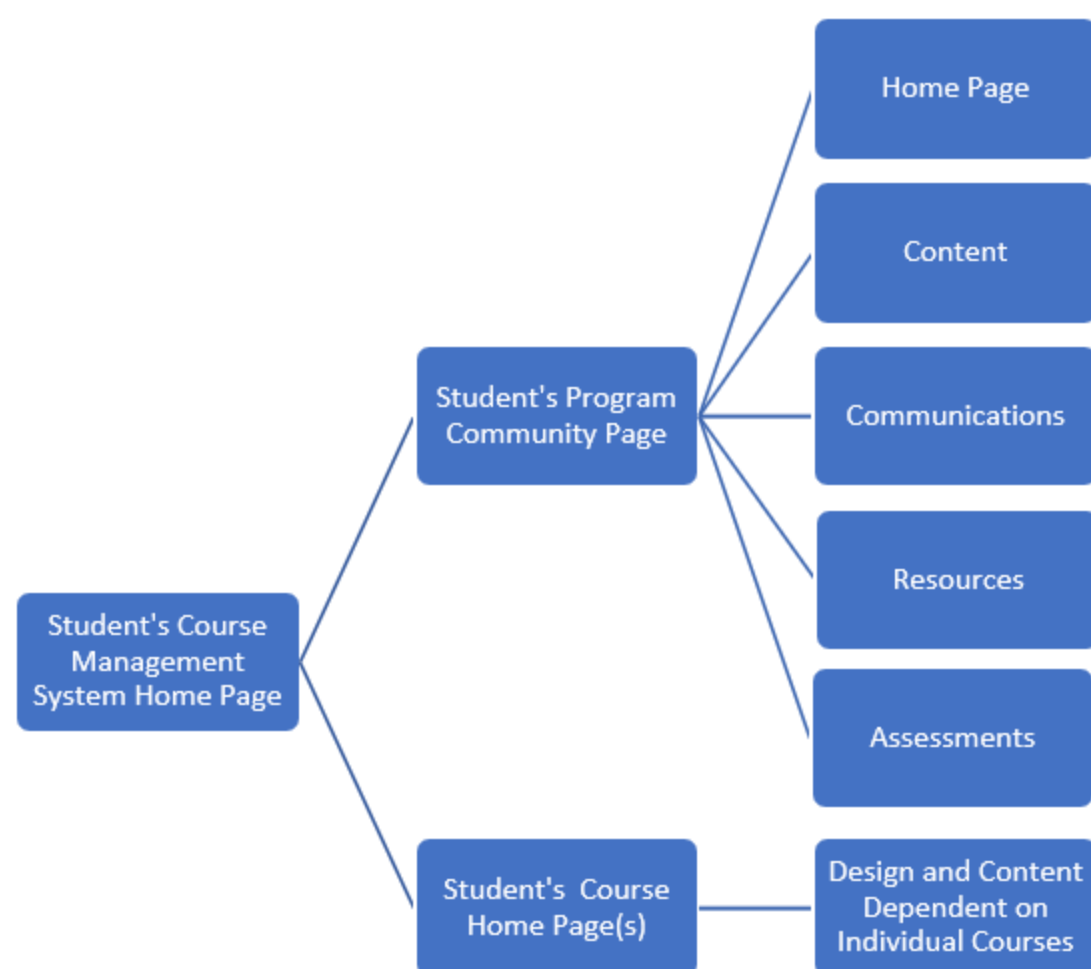 Home Page
Content
Student's Program
Community Page
Communications
Resources
Student's Course
Management
System Home Page
Assessments
Student's  Course
Home Page(s)
Design and Content
Dependent on
Individual Courses